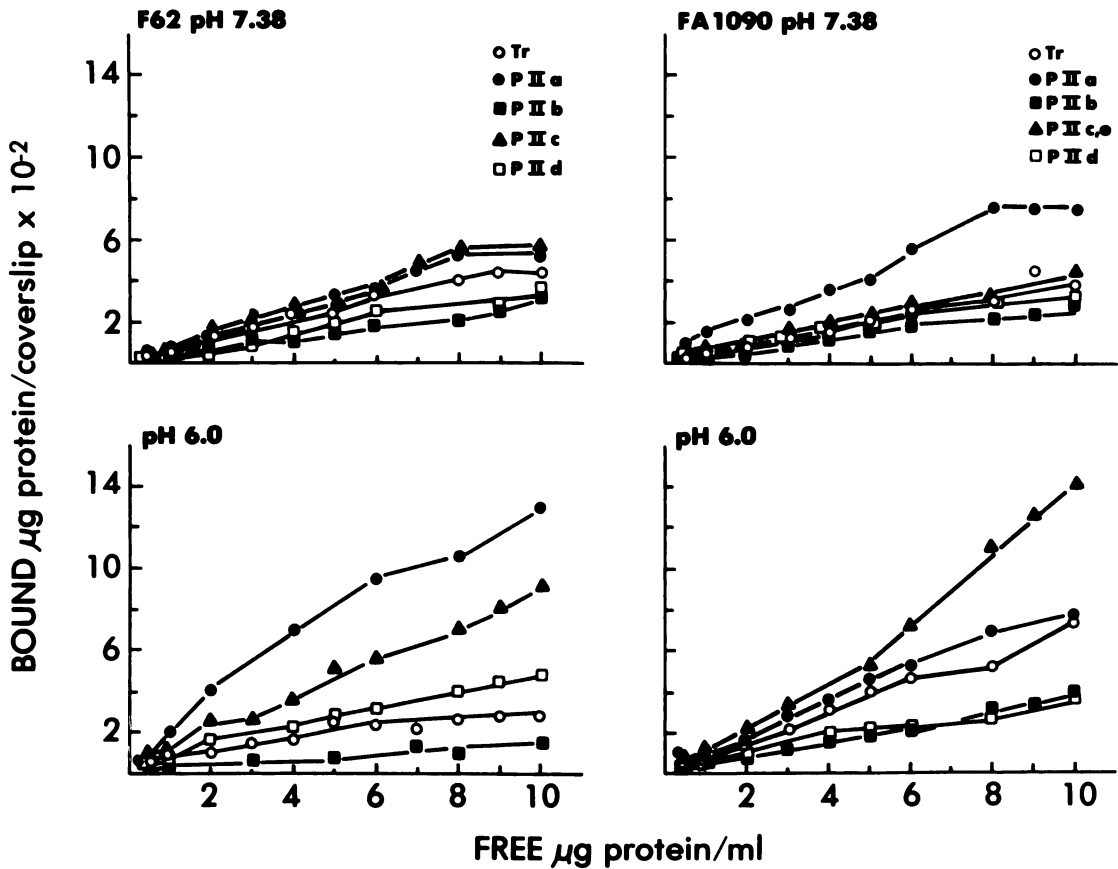 F62 pH 7.38
FA1090 pH 7.38
Tr
P II a
P II b
P II c
P II d
Tr
P II a
P II b
P II c,e
P II d
14
10
6
2
BOUND µg protein/coverslip x 10-2
pH 6.0
pH 6.0
14
10
6
2
2 4 6 8 10
2 4 6 8 10
FREE µg protein/ml